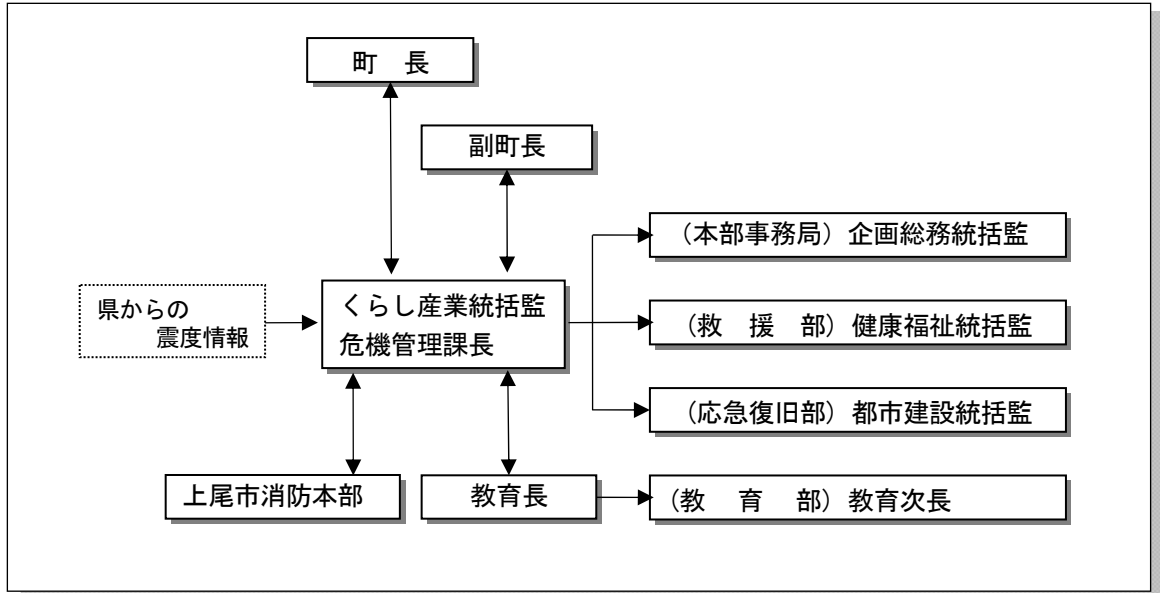 町　長
副町長
（本部事務局）企画総務統括監
県からの
震度情報
くらし産業統括監
危機管理課長
（救　援　部）健康福祉統括監
（応急復旧部）都市建設統括監
上尾市消防本部
教育長
（教　育　部）教育次長